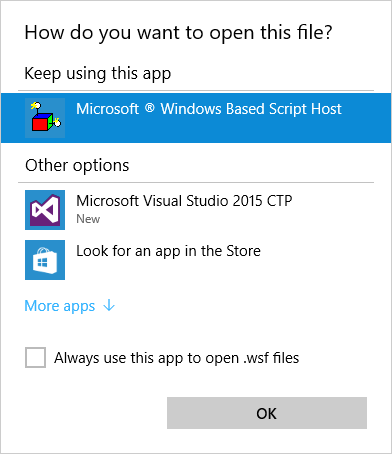 How do you want to open this file?
Keep using this app
Microsoft ® Windows Based Script Host
Other options
Microsoft Visual Studio 2015 CTP
New
Look for an app in the Store
More apps ↓
Always use this app to open .wsf files
OK